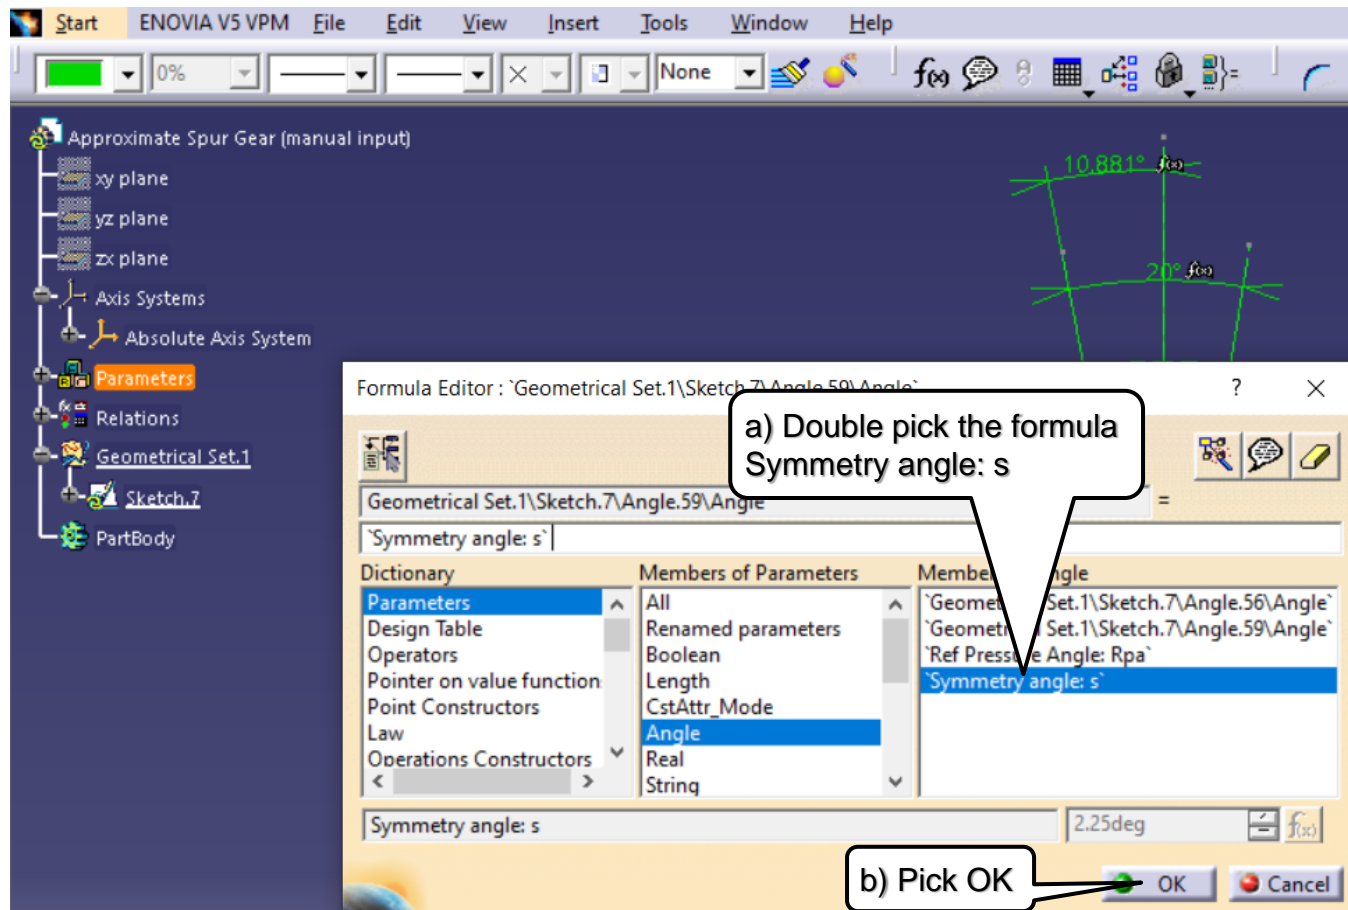 Start ENOVIA V5 VPM File Edit View Insert Tools Window Help
0% None f(x)
Approximate Spur Gear (manual input)
xy plane
yz plane
zx plane
Axis Systems
Absolute Axis System
Parameters
Relations
Geometrical Set.1
Sketch.7
PartBody
10,881° f(x)
20° f(x)
Formula Editor : `Geometrical Set.1\Sketch.7\Angle.59\Angle` ? ×
a) Double pick the formula
Symmetry angle: s
Geometrical Set.1\Sketch.7\Angle.59\Angle =
`Symmetry angle: s`
Dictionary Members of Parameters
Parameters
Design Table
Operators
Pointer on value function
Point Constructors
Law
Operations Constructors
All
Renamed parameters
Boolean
Length
CstAttr_Mode
Angle
Real
String
`Ref Pressure Angle: Rpa`
`Symmetry angle: s`
Symmetry angle: s 2.25deg f(x)
b) Pick OK
OK Cancel